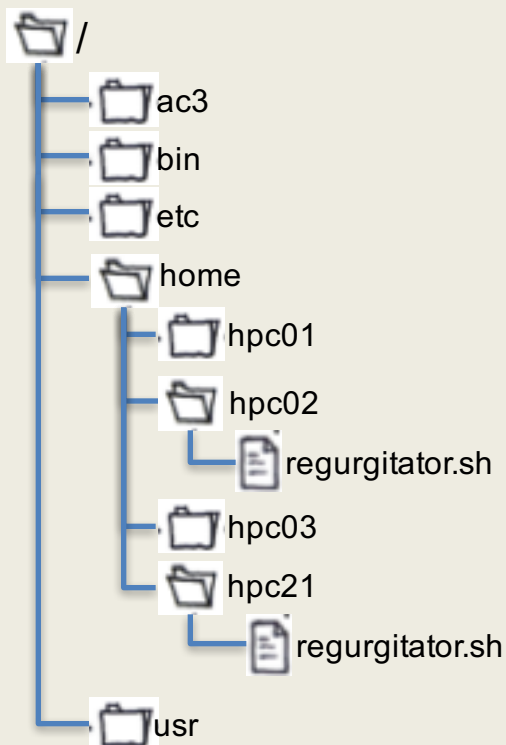 /
ac3
bin
etc
home
hpc01
hpc02
regurgitator.sh
hpc03
hpc21
regurgitator.sh
usr